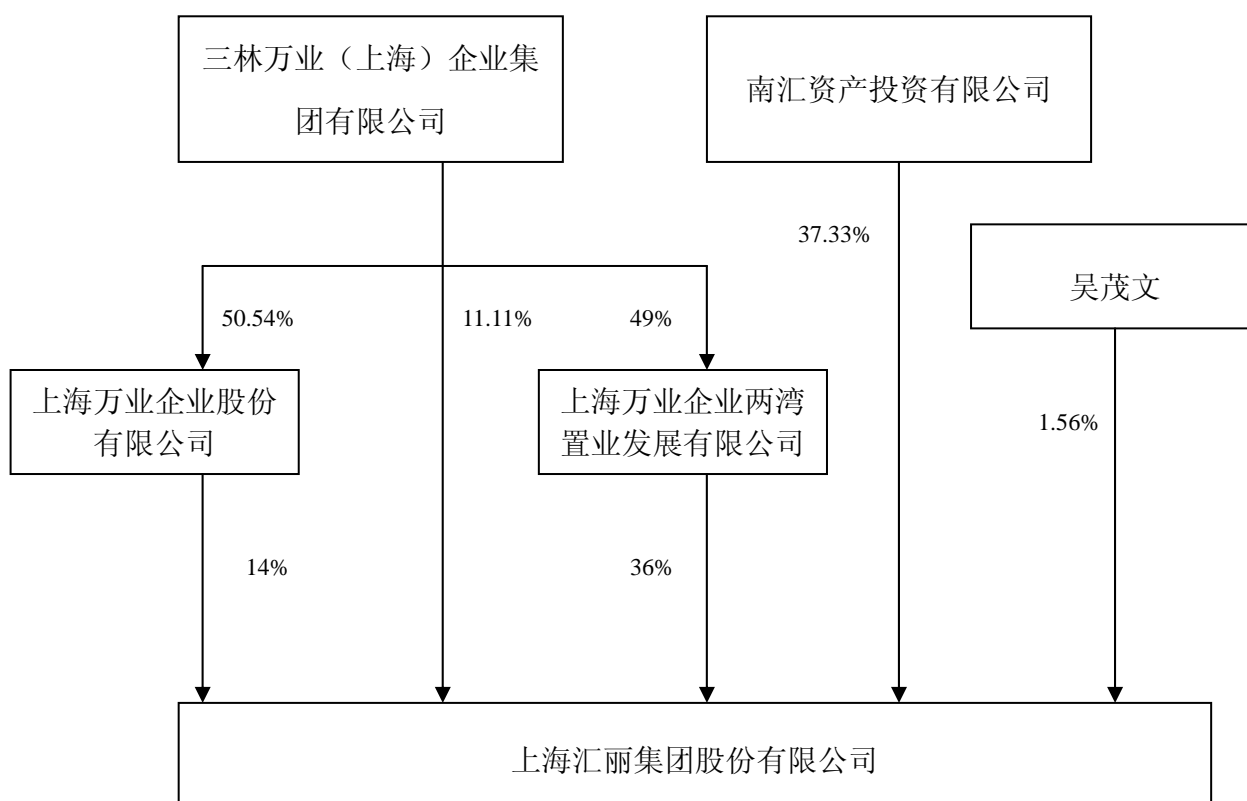 三林万业（上海）企业集
团有限公司
南汇资产投资有限公司
37.33%
吴茂文
50.54%
11.11%
49%
上海万业企业股份
有限公司
上海万业企业两湾
置业发展有限公司
1.56%
14%
36%
上海汇丽集团股份有限公司